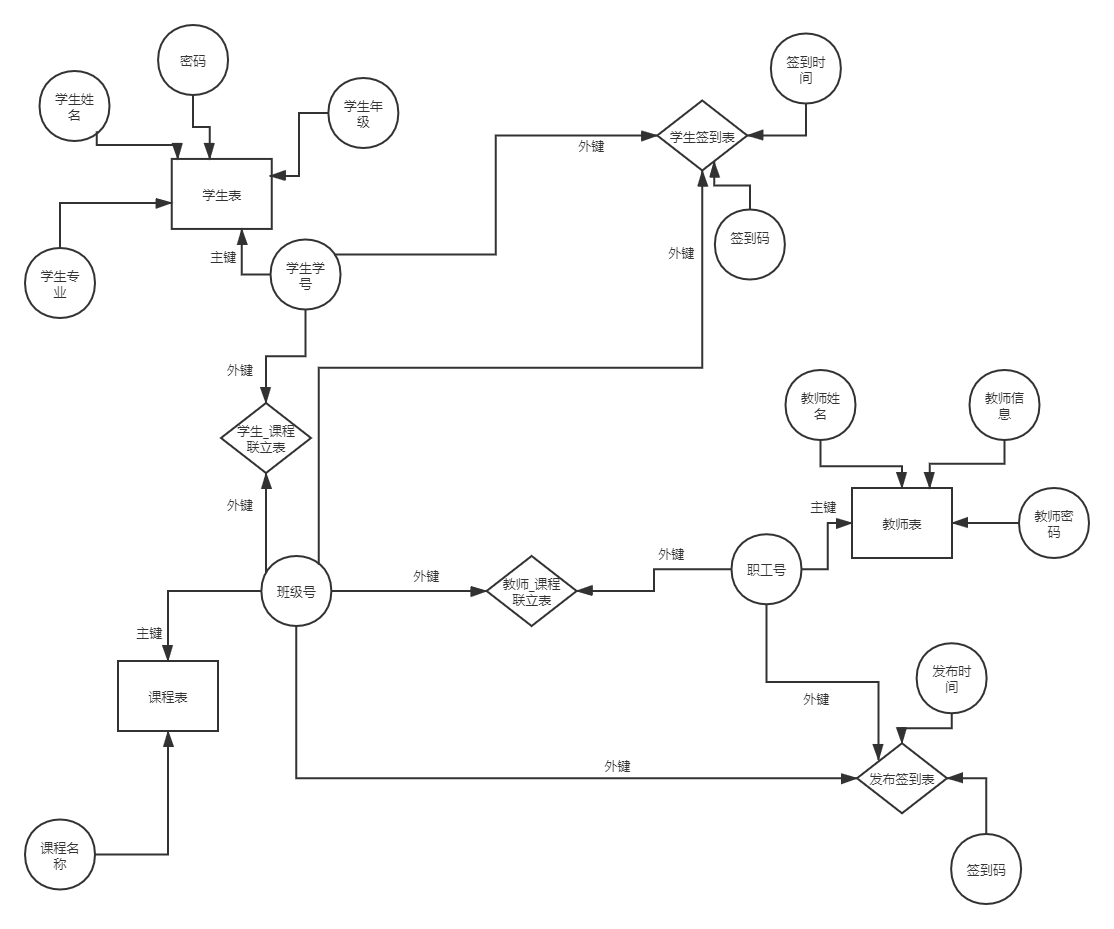 密码
签到时
间
学生姓
名
学生年
级
学生签到表
外键
学生表
签到码
外键
主键
学生学
号
学生专
业
外键
教师姓
名
教师信
息
学生_课程
联立表
外键
主键
教师表
教师密
码
外键
职工号
外键
教师_课程
联立表
班级号
主键
发布时
间
课程表
外键
外键
发布签到表
课程名
称
签到码